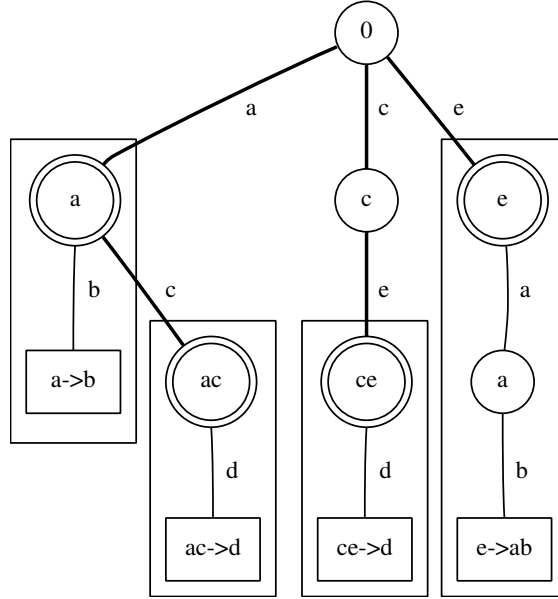 0
a c e
a c e
b c e a
a->b ac ce a
d d b
ac->d ce->d e->ab